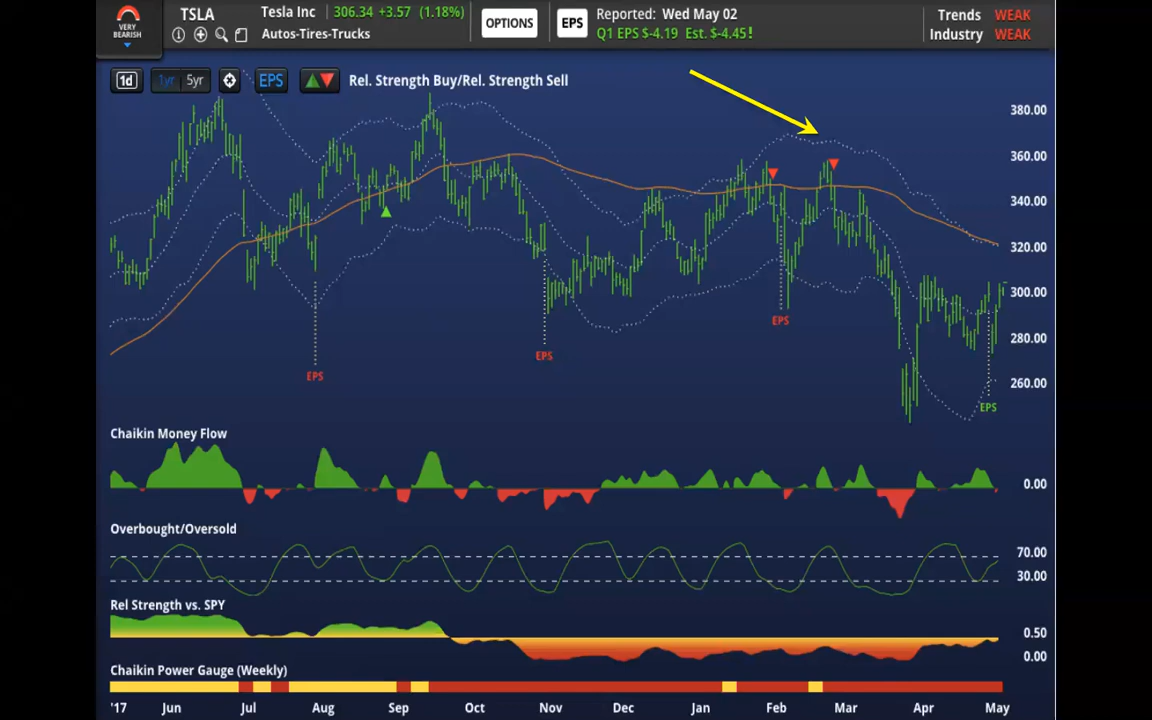 VERY
BEARISH
TSLA
Tesla Inc
306.34 +3.57 (1.18%)
Autos-Tires-Trucks
OPTIONS
EPS
Reported: Wed May 02
Q1 EPS $-4.19 Est. $-4.45!
Trends WEAK
Industry WEAK
1d
1yr 5yr
EPS
Rel. Strength Buy/Rel. Strength Sell
380.00
360.00
340.00
320.00
300.00
280.00
260.00
EPS
EPS
EPS
EPS
Chaikin Money Flow
0.00
Overbought/Oversold
70.00
30.00
Rel Strength vs. SPY
0.50
0.00
Chaikin Power Gauge (Weekly)
'17 Jun Jul Aug Sep Oct Nov Dec Jan Feb Mar Apr May